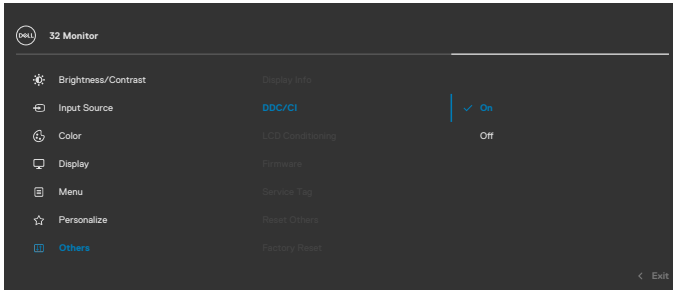 DELL 32 Monitor
Brightness/Contrast Display Info
Input Source DDC/CI On
Color LCD Conditioning Off
Display Firmware
Menu Service Tag
Personalize Reset Others
Others Factory Reset
Exit